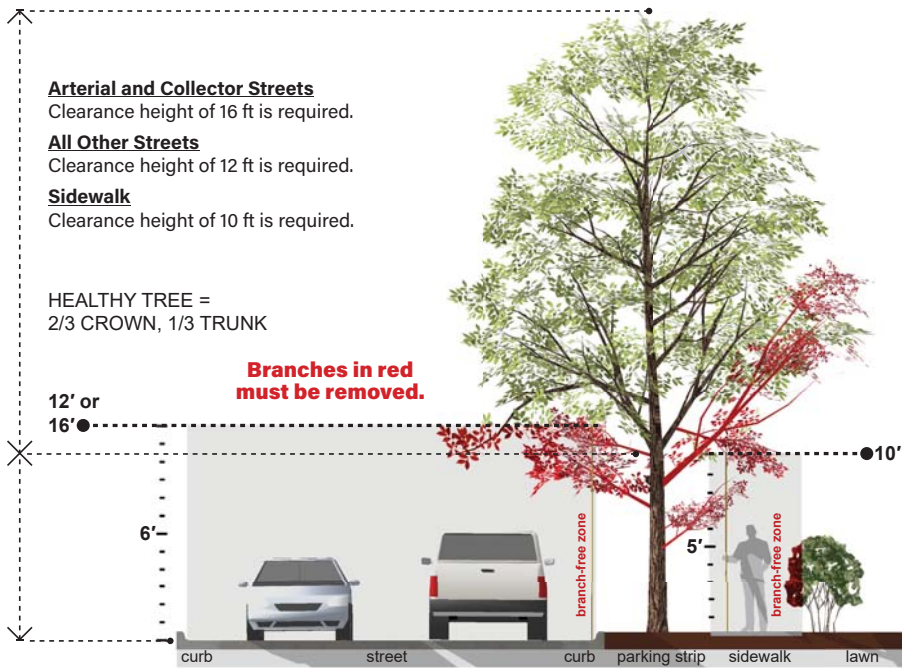 Arterial and Collector Streets
Clearance height of 16 ft is required.
All Other Streets
Clearance height of 12 ft is required.
Sidewalk
Clearance height of 10 ft is required.
HEALTHY TREE =
2/3 CROWN, 1/3 TRUNK
Branches in red
must be removed.
12' or
16'
10'
6'
5'
branch-free zone
branch-free zone
curb street curb parking strip sidewalk lawn